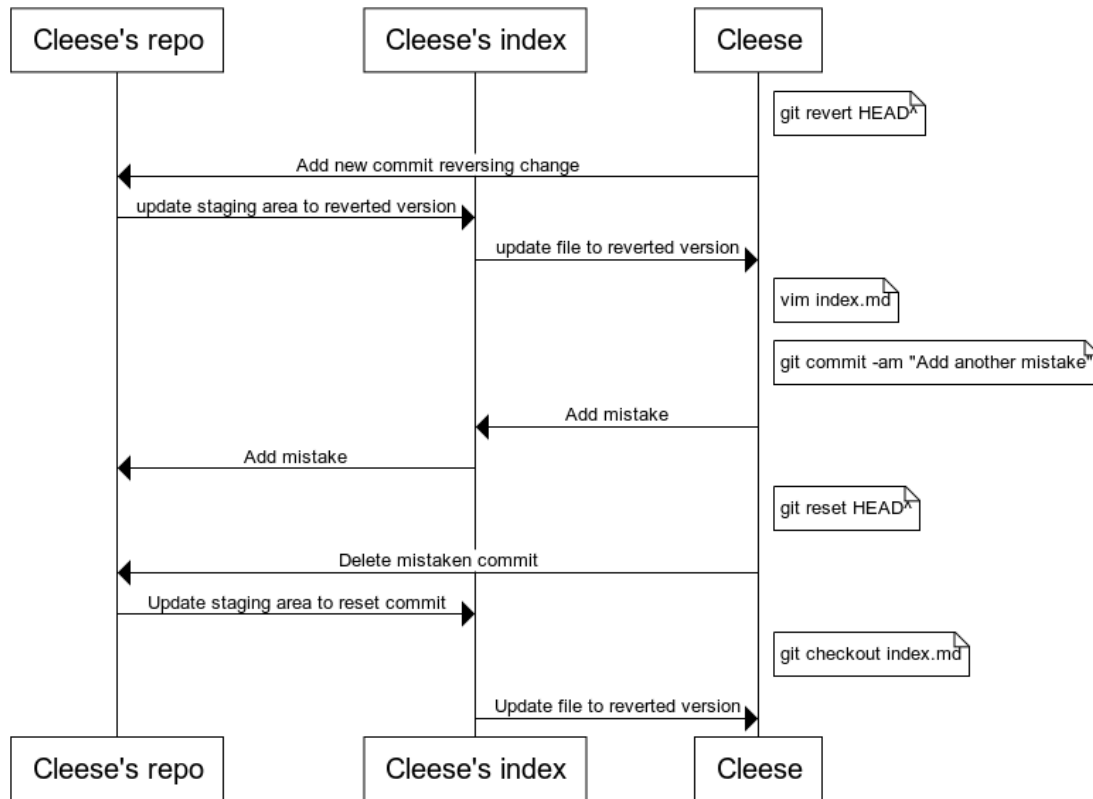 Cleese's repo
Cleese's index
Cleese
git revert HEAD^
Add new commit reversing change
update staging area to reverted version
update file to reverted version
vim index.md
git commit -am "Add another mistake"
Add mistake
Add mistake
git reset HEAD^
Delete mistaken commit
Update staging area to reset commit
git checkout index.md
Update file to reverted version
Cleese's repo
Cleese's index
Cleese